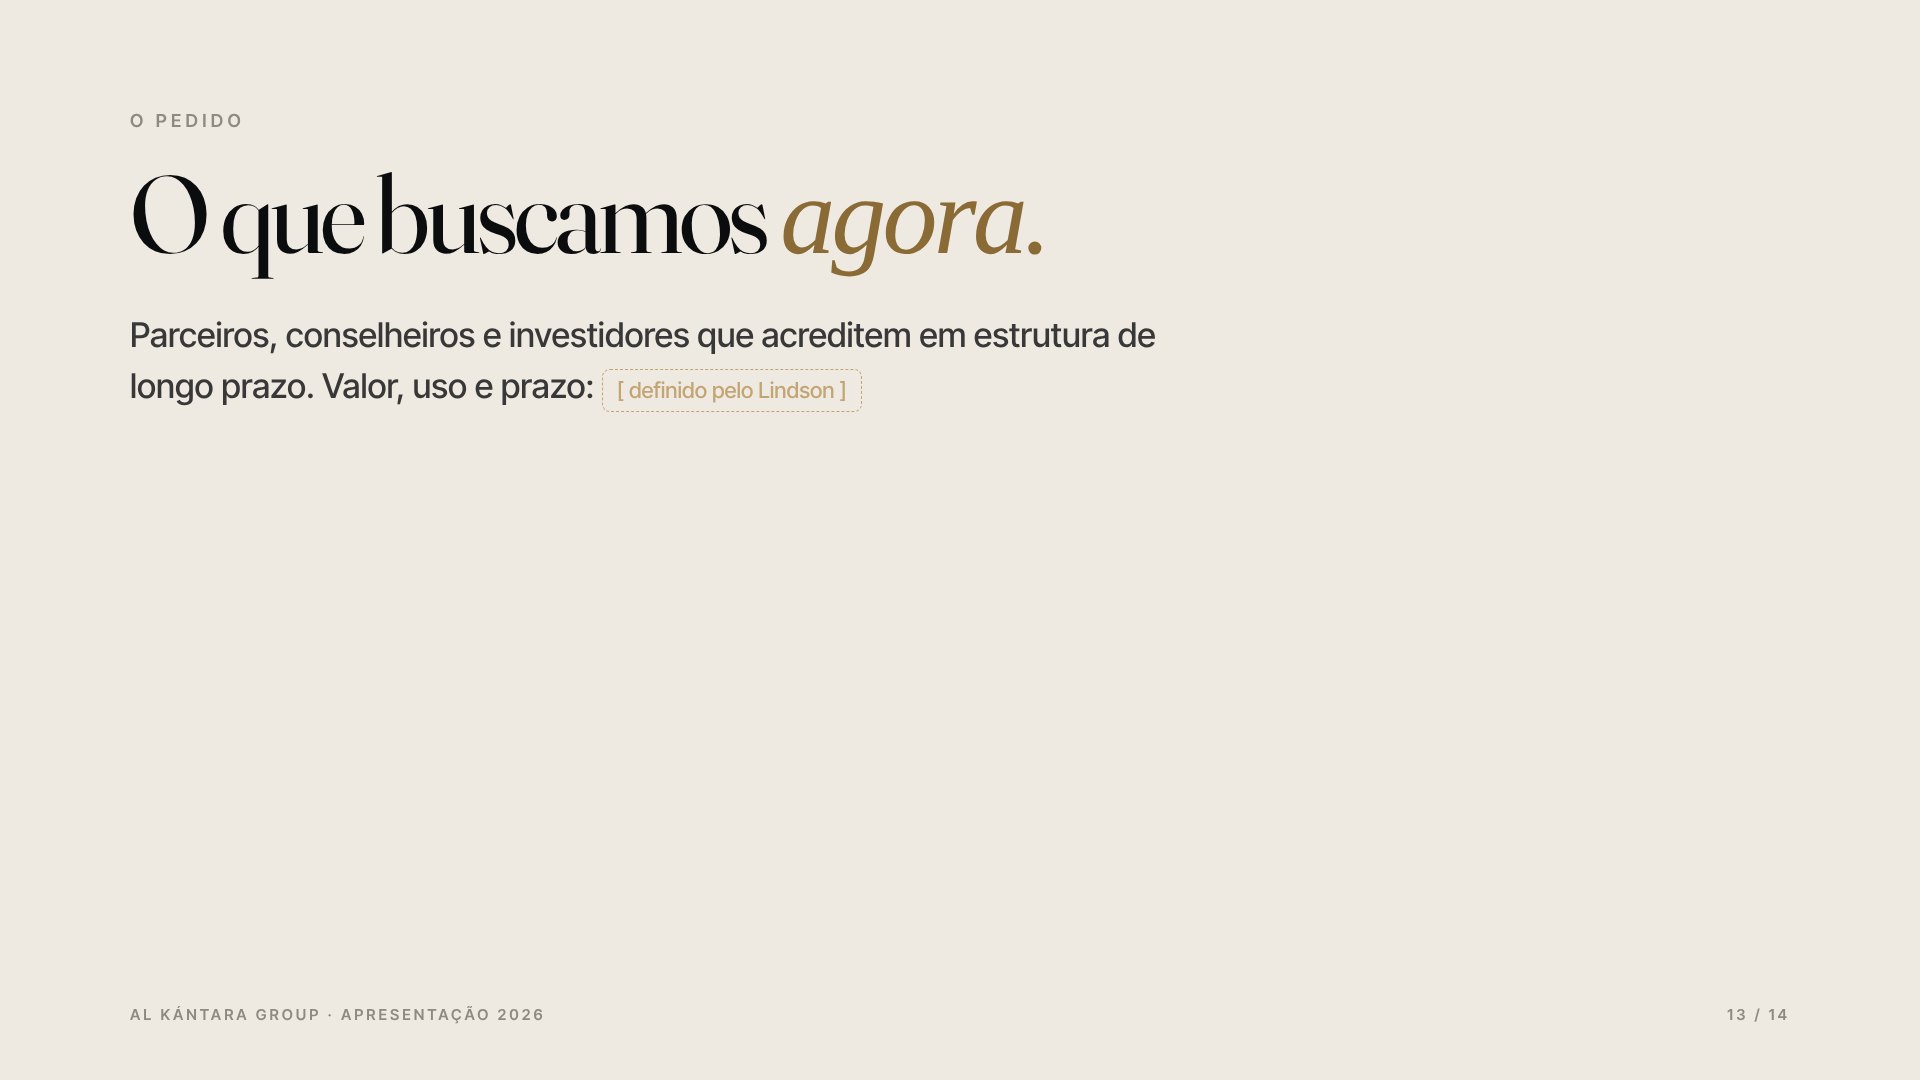 O PEDIDO
O que buscamos agora.
Parceiros, conselheiros e investidores que acreditem em estrutura de
longo prazo. Valor, uso e prazo: [ definido pelo Lindson ]
AL KÁNTARA GROUP · APRESENTAÇÃO 2026
13 / 14